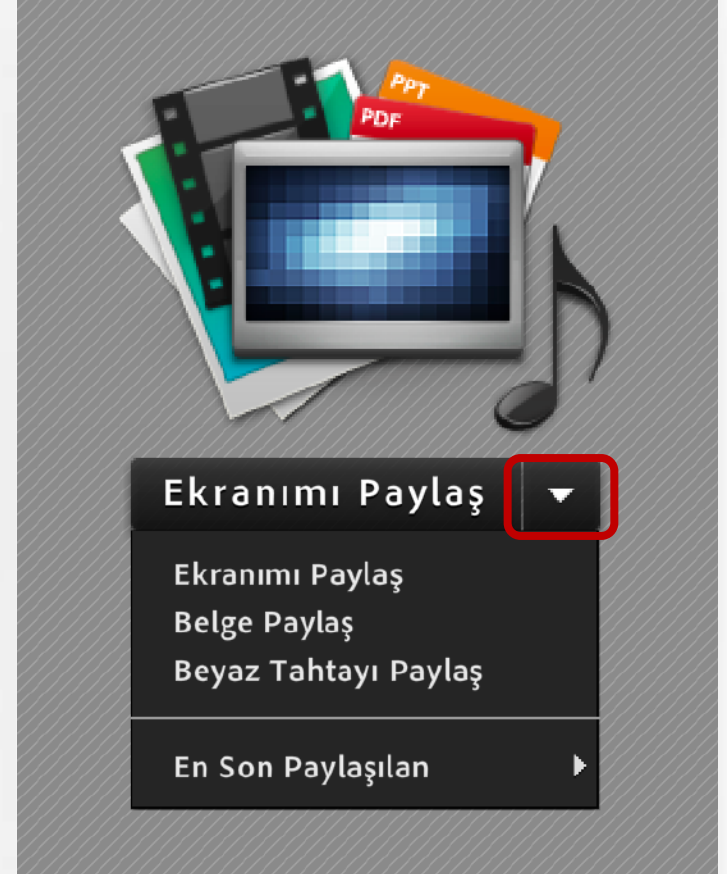 PPT
PDF
Ekranımı Paylaş
Ekranımı Paylaş
Belge Paylaş
Beyaz Tahtayı Paylaş
En Son Paylaşılan